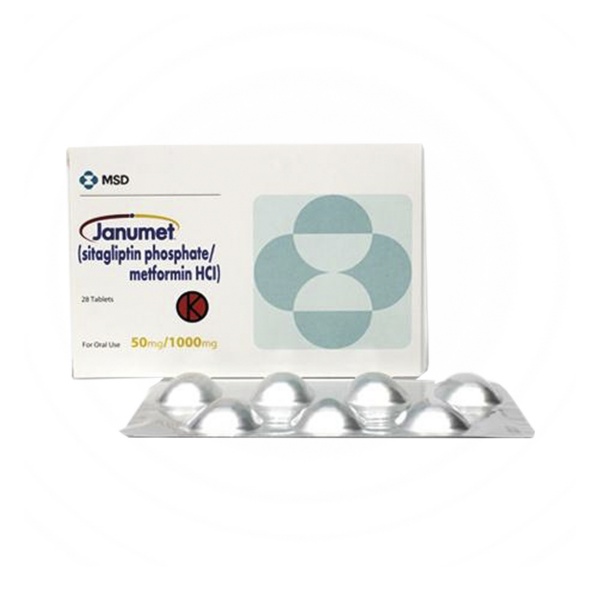 MSD
Janumet
(sitagliptin phosphate/
metformin HCl)
28 Tablets
K
For Oral Use 50mg/1000mg